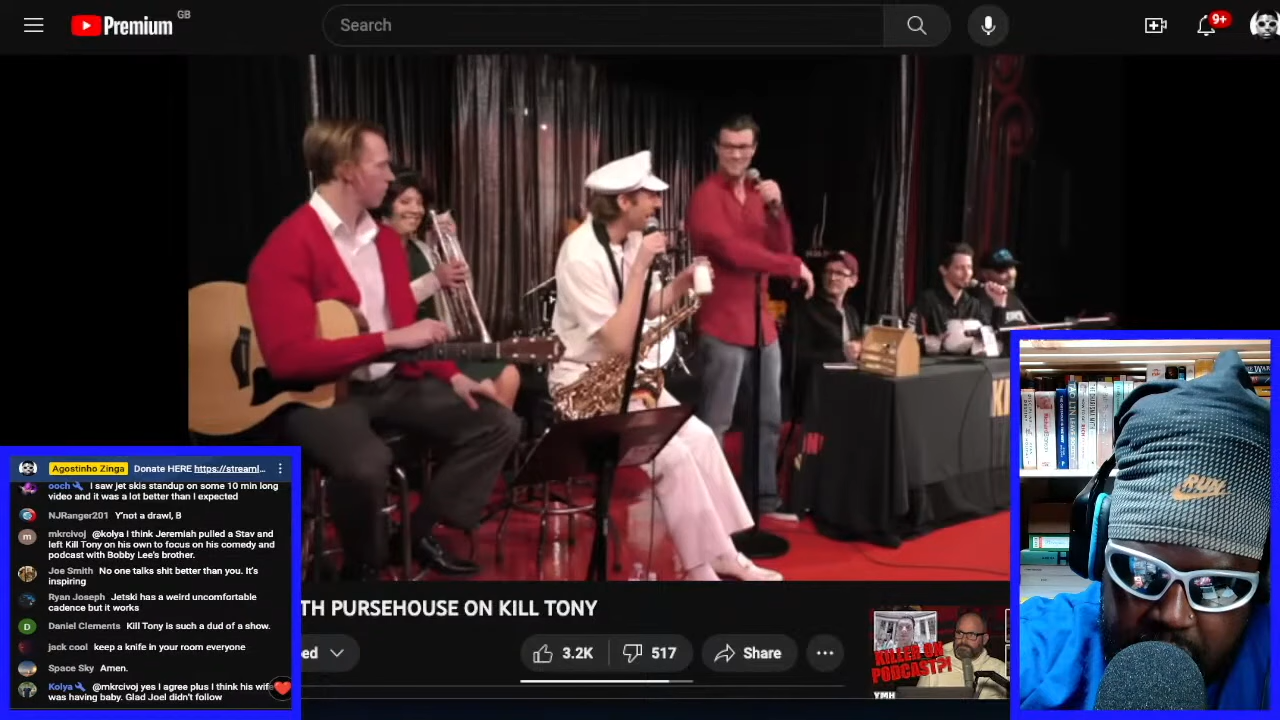 Premium GB
Search
9+
TH PURSEHOUSE ON KILL TONY
ed
3.2K
517
Share
KILLER ON
PODCAST?!
YMH
RUN
Agostinho Zinga Donate HERE https://streaml...
ooch I saw jet skis standup on some 10 min long
video and it was a lot better than I expected
NJRanger201 Y'not a drawl, B
mkrcivoj @kolya I think Jeremiah pulled a Stav and
left Kill Tony on his own to focus on his comedy and
podcast with Bobby Lee's brother.
Joe Smith No one talks shit better than you. It's
inspiring
Ryan Joseph Jetski has a weird uncomfortable
cadence but it works
Daniel Clements Kill Tony is such a dud of a show.
jack cool keep a knife in your room everyone
Space Sky Amen.
Kolya @mkrcivoj yes I agree plus I think his wife
was having baby. Glad Joel didn't follow